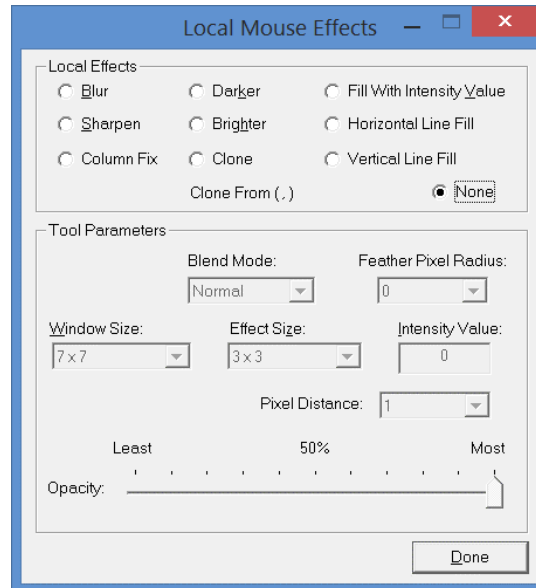 Local Mouse Effects
Local Effects
Blur Darker Fill With Intensity Value
Sharpen Brighter Horizontal Line Fill
Column Fix Clone Vertical Line Fill
Clone From ( , ) None
Tool Parameters
Blend Mode: Feather Pixel Radius:
Normal 0
Window Size: Effect Size: Intensity Value:
7 x 7 3 x 3 0
Pixel Distance: 1
Least 50% Most
Opacity:
Done